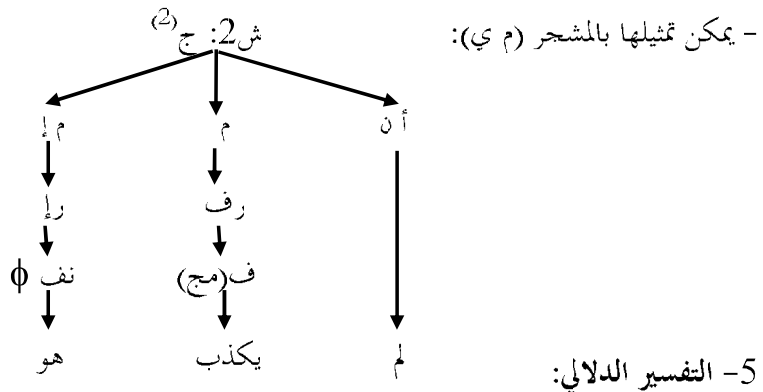 - يمكن تمثيلها بالمشجر (م ي):
ش2: ج(2)
أ ن م م إ
رف رإ
ف(مج) نف ϕ
لم يكذب هو
5- التفسير الدلالي: